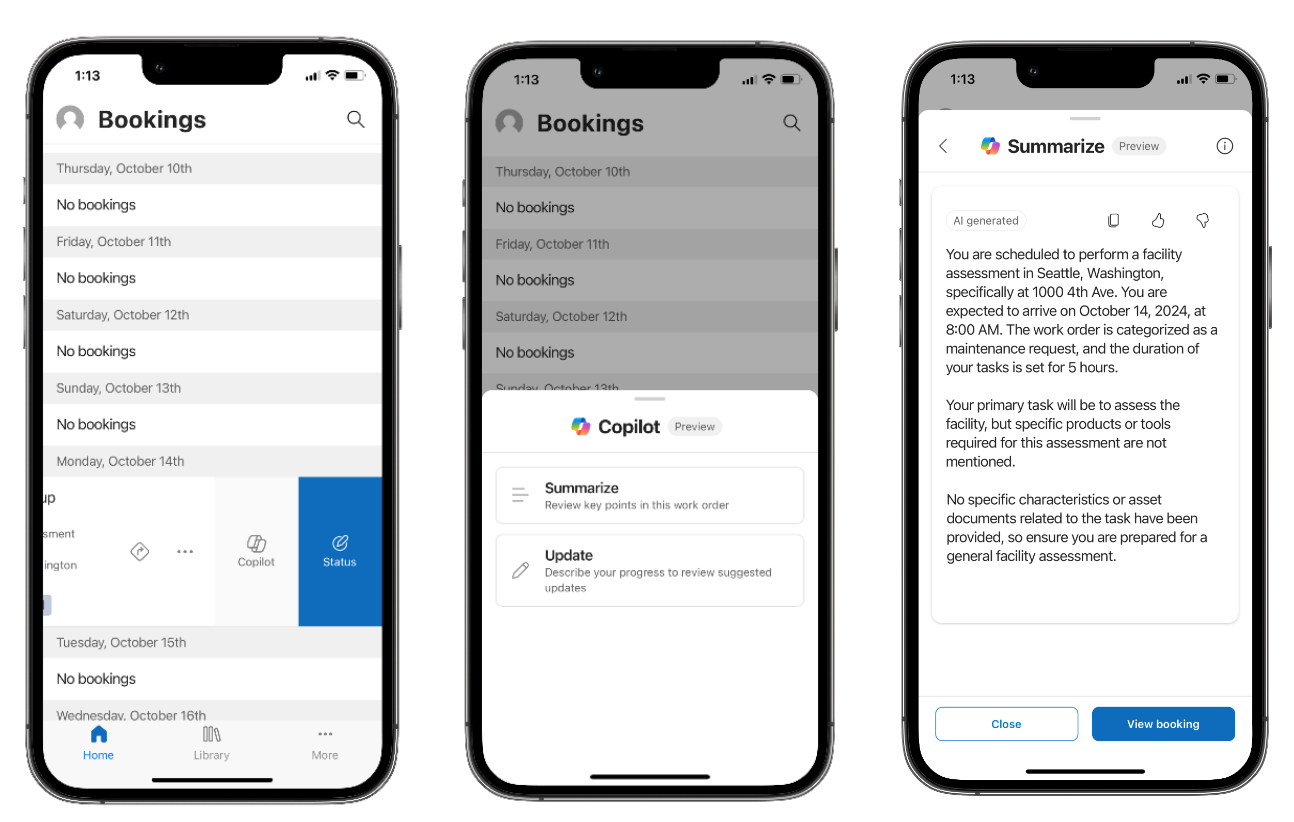 1:13
Bookings
Thursday, October 10th
No bookings
Friday, October 11th
No bookings
Saturday, October 12th
No bookings
Sunday, October 13th
No bookings
Monday, October 14th
up
sment
ington
Copilot
Status
Tuesday, October 15th
No bookings
Wednesday, October 16th
Home
Library
More
1:13
Bookings
Thursday, October 10th
No bookings
Friday, October 11th
No bookings
Saturday, October 12th
No bookings
Sunday, October 13th
Copilot Preview
Summarize
Review key points in this work order
Update
Describe your progress to review suggested
updates
1:13
Summarize Preview
AI generated
You are scheduled to perform a facility
assessment in Seattle, Washington,
specifically at 1000 4th Ave. You are
expected to arrive on October 14, 2024, at
8:00 AM. The work order is categorized as a
maintenance request, and the duration of
your tasks is set for 5 hours.
Your primary task will be to assess the
facility, but specific products or tools
required for this assessment are not
mentioned.
No specific characteristics or asset
documents related to the task have been
provided, so ensure you are prepared for a
general facility assessment.
Close
View booking